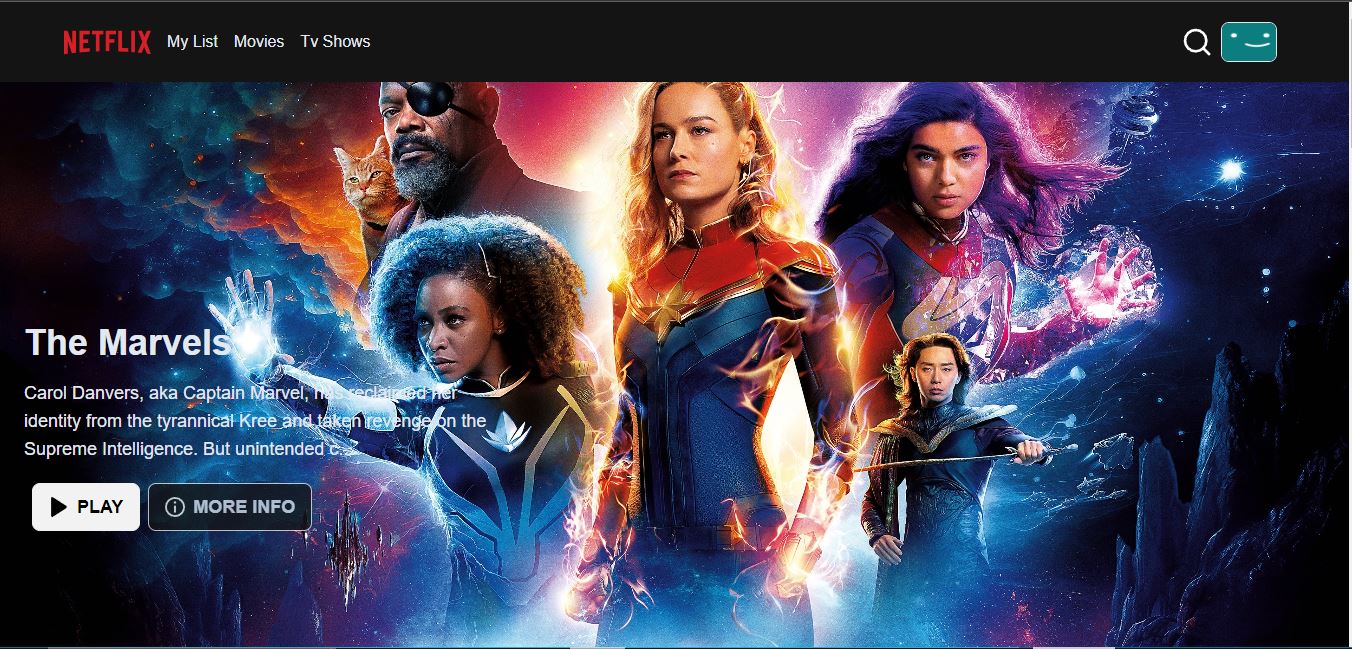 NETFLIX My List Movies Tv Shows
The Marvels
Carol Danvers, aka Captain Marvel, has reclaimed her
identity from the tyrannical Kree and taken revenge on the
Supreme Intelligence. But unintended c...
PLAY MORE INFO